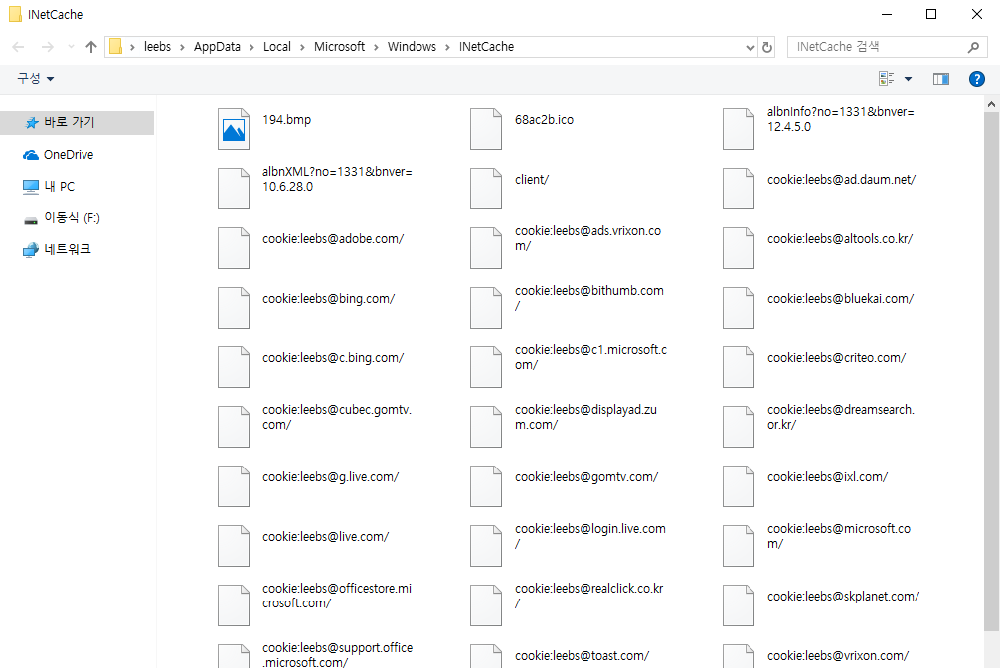 INetCache
leebs > AppData > Local > Microsoft > Windows > INetCache
INetCache 검색
구성
바로 가기
OneDrive
내 PC
이동식 (F:)
네트워크
194.bmp
68ac2b.ico
albnInfo?no=1331&bnver=
12.4.5.0
albnXML?no=1331&bnver=
10.6.28.0
client/
cookie:leebs@ad.daum.net/
cookie:leebs@adobe.com/
cookie:leebs@ads.vrixon.co
m/
cookie:leebs@altools.co.kr/
cookie:leebs@bing.com/
cookie:leebs@bithumb.com
/
cookie:leebs@bluekai.com/
cookie:leebs@c.bing.com/
cookie:leebs@c1.microsoft.c
om/
cookie:leebs@criteo.com/
cookie:leebs@cubec.gomtv.
com/
cookie:leebs@displayad.zu
m.com/
cookie:leebs@dreamsearch.
or.kr/
cookie:leebs@g.live.com/
cookie:leebs@gomtv.com/
cookie:leebs@ixl.com/
cookie:leebs@live.com/
cookie:leebs@login.live.com
/
cookie:leebs@microsoft.co
m/
cookie:leebs@officestore.mi
crosoft.com/
cookie:leebs@realclick.co.kr
/
cookie:leebs@skplanet.com/
cookie:leebs@support.office
.microsoft.com/
cookie:leebs@toast.com/
cookie:leebs@vrixon.com/